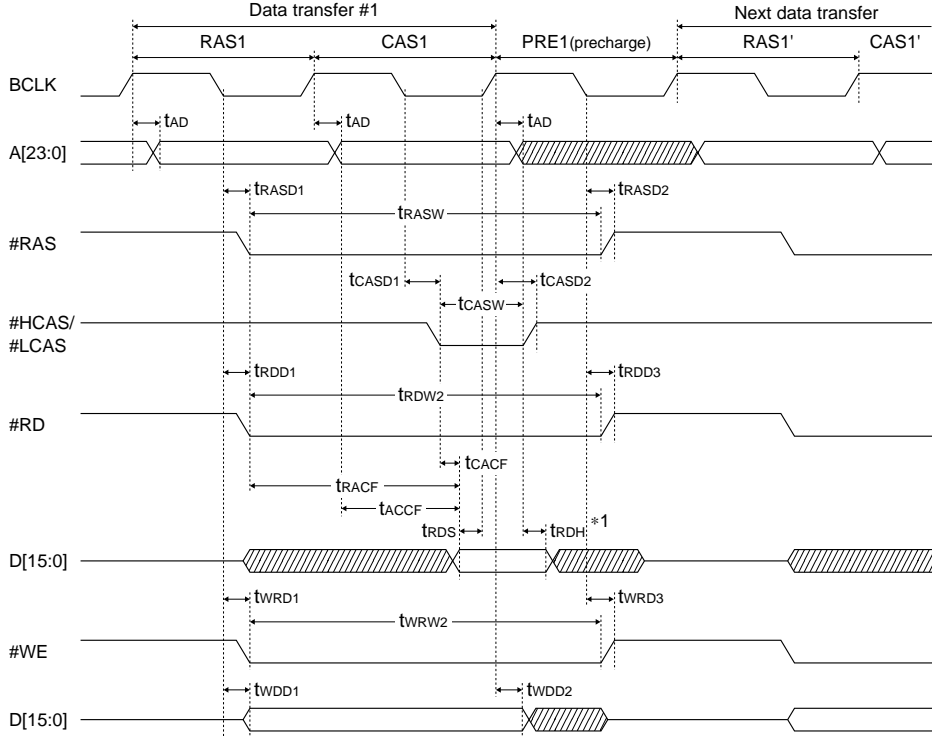 Data transfer #1 Next data transfer
RAS1 CAS1 PRE1(precharge) RAS1' CAS1'
BCLK
tAD tAD tAD
A[23:0]
tRASD1 tRASD2
tRASW
#RAS
tCASD1 tCASD2
tCASW
#HCAS/
#LCAS
tRDD1 tRDD3
tRDW2
#RD
tCACF
tRACF
tACCF
tRDS tRDH *1
D[15:0]
tWRD1 tWRD3
tWRW2
#WE
tWDD1 tWDD2
D[15:0]